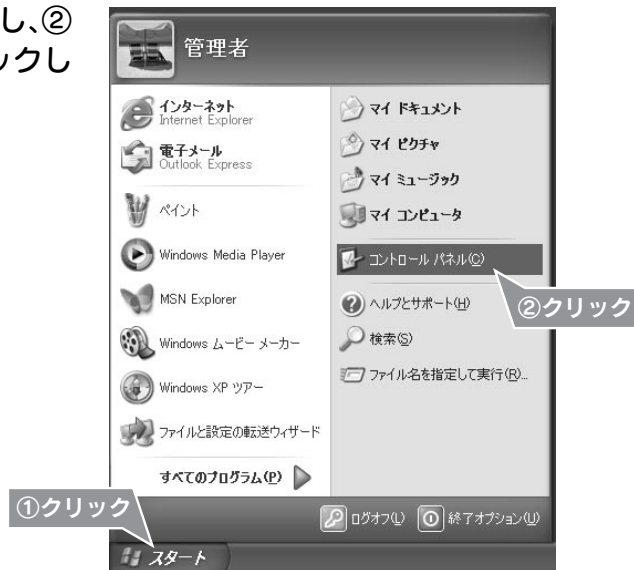 し、②
ックし
管理者
インターネット
Internet Explorer
電子メール
Outlook Express
ペイント
Windows Media Player
MSN Explorer
Windows ムービー メーカー
Windows XP ツアー
ファイルと設定の転送ウィザード
すべてのプログラム(P)
マイ ドキュメント
マイ ピクチャ
マイ ミュージック
マイ コンピュータ
コントロール パネル(C)
②クリック
ヘルプとサポート(H)
検索(S)
ファイル名を指定して実行(R)...
①クリック
ログオフ(L)
終了オプション(U)
スタート